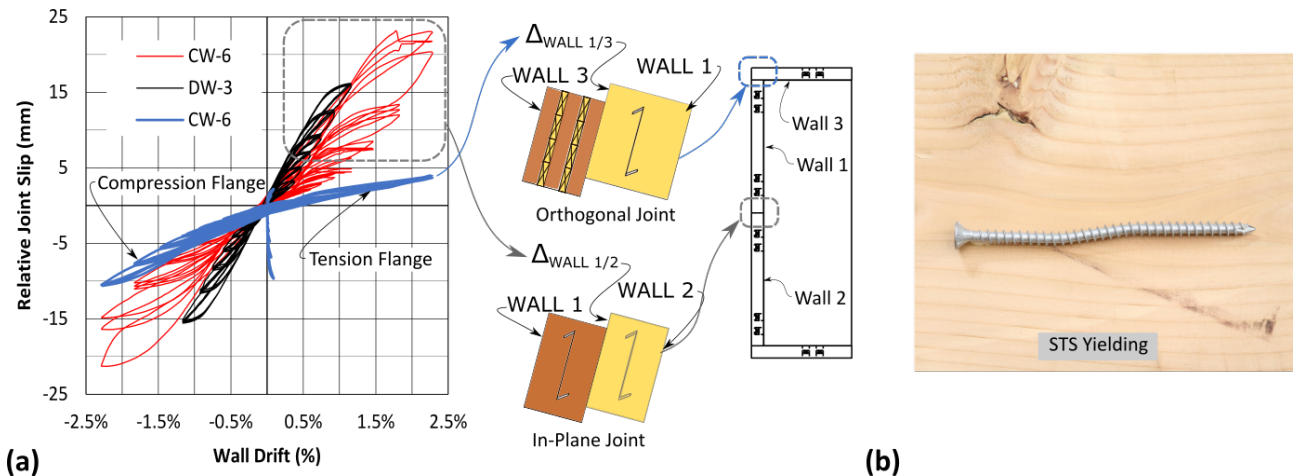 25
15
5
-5
-15
-25
-2.5%
-1.5%
-0.5%
0.5%
1.5%
2.5%
Relative Joint Slip (mm)
Wall Drift (%)
CW-6
DW-3
CW-6
Compression Flange
Tension Flange
(a)
Δ WALL 1/3
WALL 3
WALL 1
Orthogonal Joint
Δ WALL 1/2
WALL 1
WALL 2
In-Plane Joint
Wall 3
Wall 1
Wall 2
STS Yielding
(b)